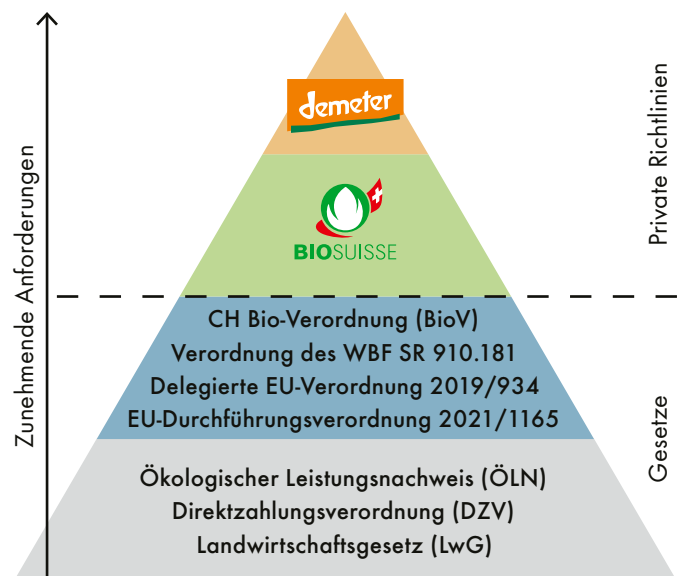 demeter
BIOSUISSE
CH Bio-Verordnung (BioV)
Verordnung des WBF SR 910.181
Delegierte EU-Verordnung 2019/934
EU-Durchführungsverordnung 2021/1165
Ökologischer Leistungsnachweis (ÖLN)
Direktzahlungsverordnung (DZV)
Landwirtschaftsgesetz (LwG)
Zunehmende Anforderungen
Private Richtlinien
Gesetze